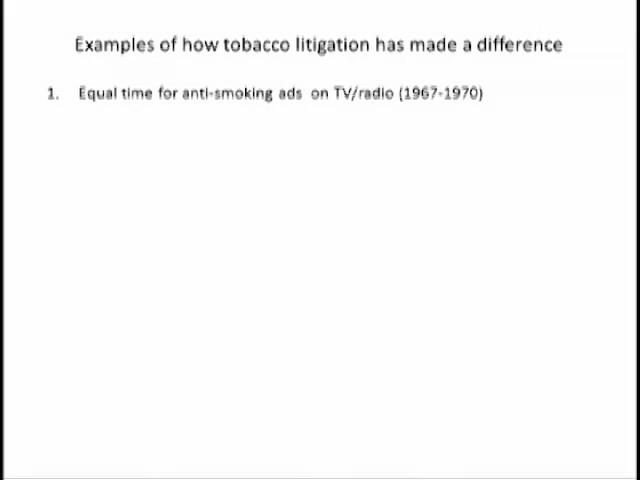 Examples of how tobacco litigation has made a difference
1. Equal time for anti-smoking ads on TV/radio (1967-1970)